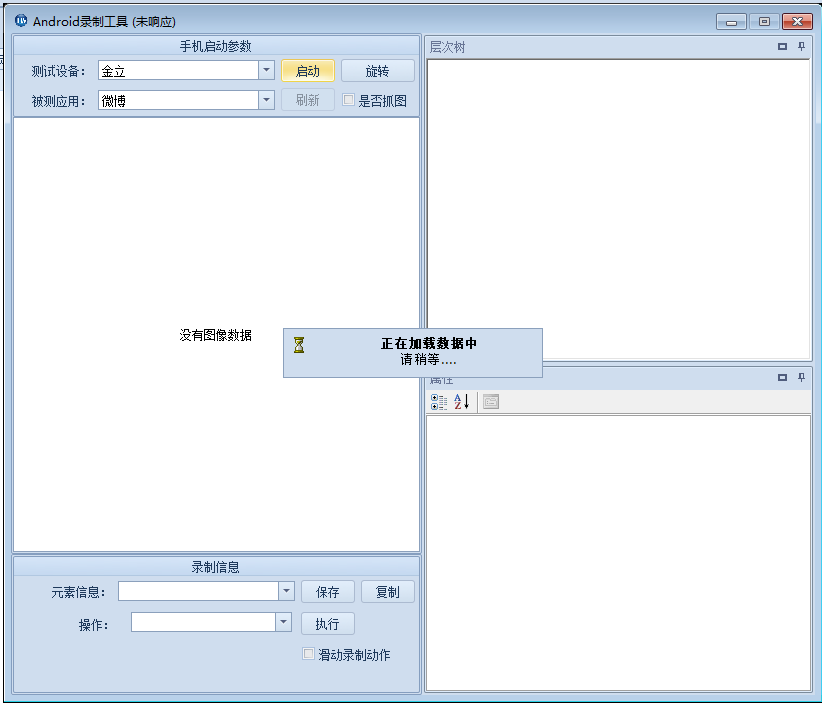 Android录制工具 (未响应)
手机启动参数
测试设备： 金立 启动 旋转
被测应用： 微博 刷新 是否抓图
没有图像数据
层次树
正在加载数据中
请稍等....
属性
录制信息
元素信息： 保存 复制
操作： 执行
滑动录制动作